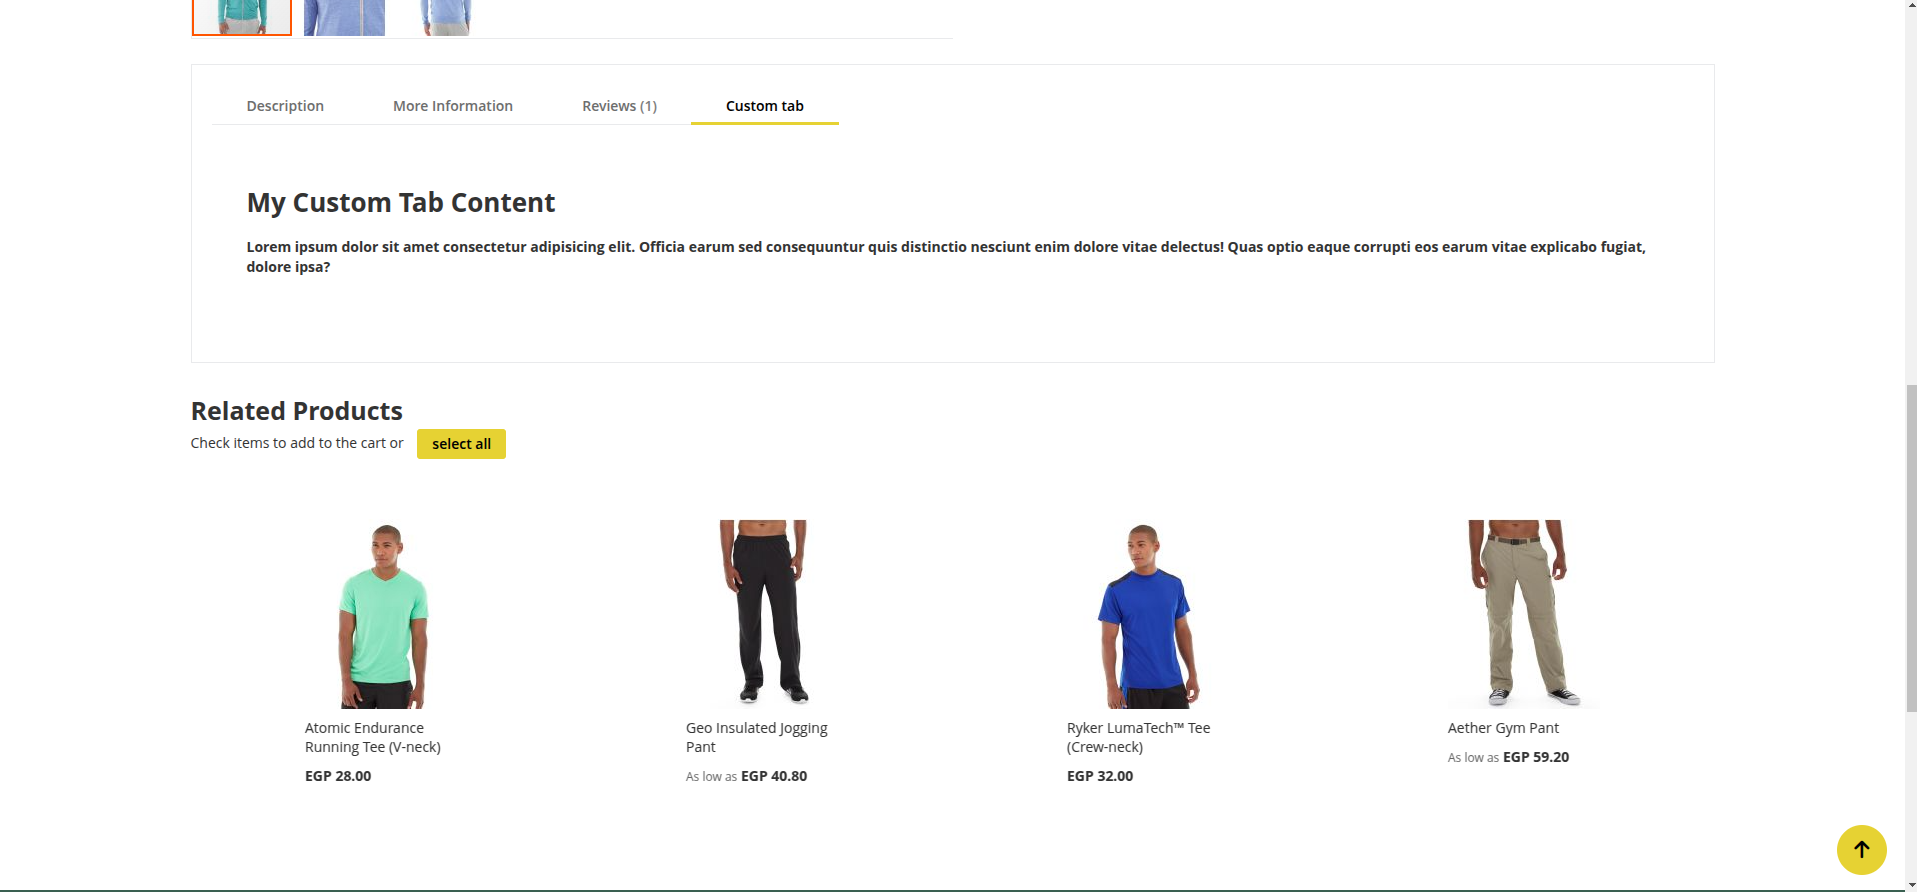 Description
More Information
Reviews (1)
Custom tab
My Custom Tab Content
Lorem ipsum dolor sit amet consectetur adipisicing elit. Officia earum sed consequuntur quis distinctio nesciunt enim dolore vitae delectus! Quas optio eaque corrupti eos earum vitae explicabo fugiat,
dolore ipsa?
Related Products
Check items to add to the cart or
select all
Atomic Endurance
Running Tee (V-neck)
EGP 28.00
Geo Insulated Jogging
Pant
As low as EGP 40.80
Ryker LumaTech™ Tee
(Crew-neck)
EGP 32.00
Aether Gym Pant
As low as EGP 59.20